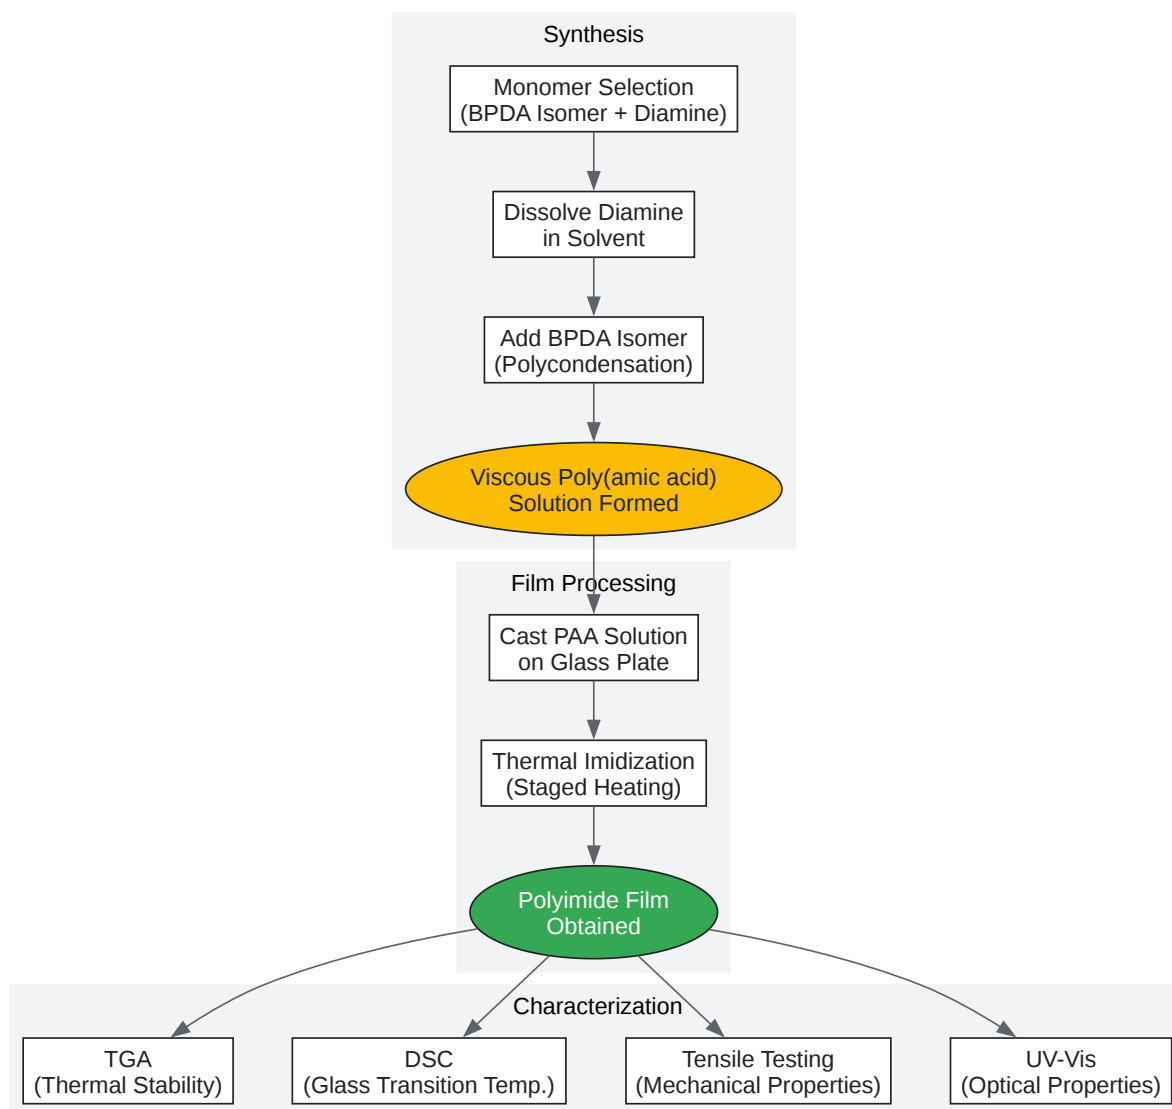 Synthesis
Monomer Selection
(BPDA Isomer + Diamine)
Dissolve Diamine
in Solvent
Add BPDA Isomer
(Polycondensation)
Viscous Poly(amic acid)
Solution Formed
Film Processing
Cast PAA Solution
on Glass Plate
Thermal Imidization
(Staged Heating)
Polyimide Film
Obtained
Characterization
TGA
(Thermal Stability)
DSC
(Glass Transition Temp.)
Tensile Testing
(Mechanical Properties)
UV-Vis
(Optical Properties)